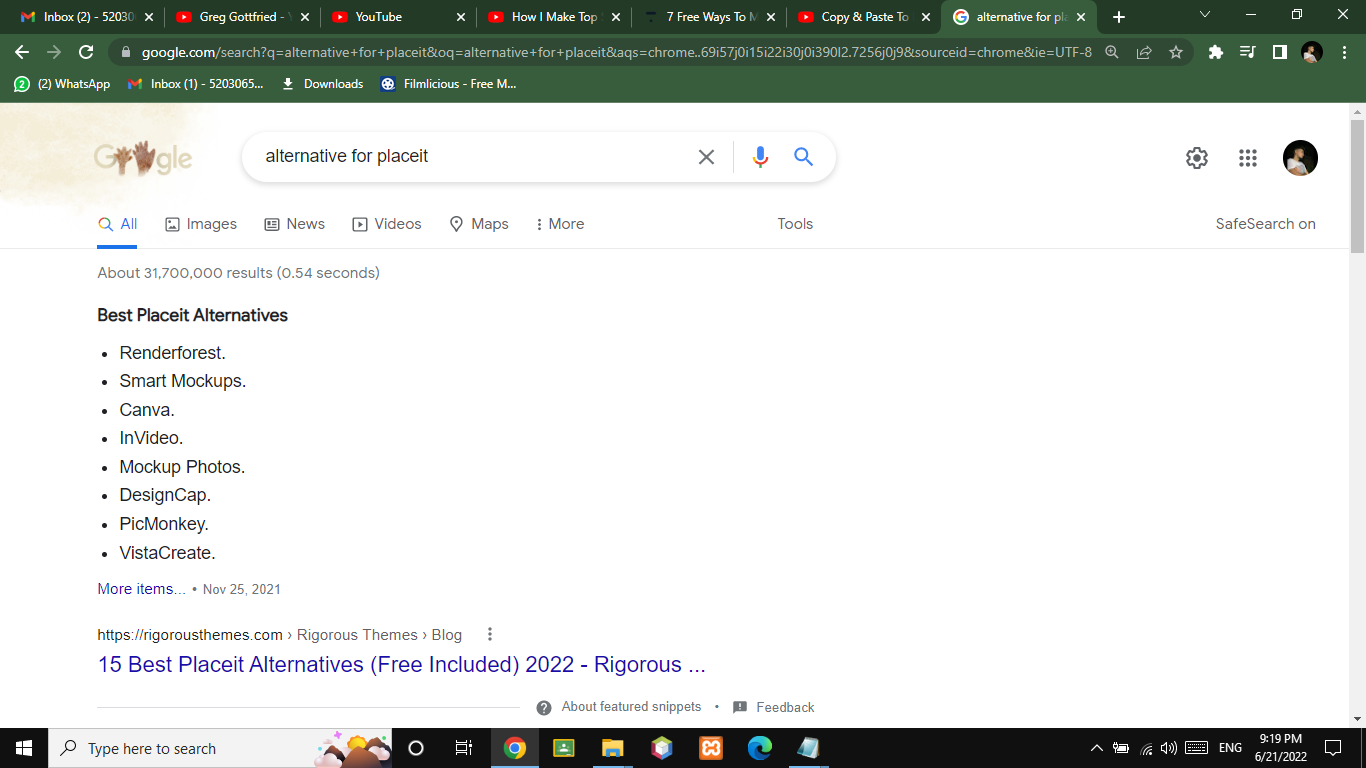 Inbox (2) - 52030
Greg Gottfried - Y
YouTube
How I Make Top
7 Free Ways To M
Copy & Paste To
alternative for pla
google.com/search?q=alternative+for+placeit&oq=alternative+for+placeit&aqs=chrome..69i57j0i15i22i30j0i390l2.7256j0j9&sourceid=chrome&ie=UTF-8
(2) WhatsApp
Inbox (1) - 5203065...
Downloads
Filmlicious - Free M...
Google
alternative for placeit
All
Images
News
Videos
Maps
More
Tools
SafeSearch on
About 31,700,000 results (0.54 seconds)
Best Placeit Alternatives
• Renderforest.
• Smart Mockups.
• Canva.
• InVideo.
• Mockup Photos.
• DesignCap.
• PicMonkey.
• VistaCreate.
More items... • Nov 25, 2021
https://rigorousthemes.com › Rigorous Themes › Blog
15 Best Placeit Alternatives (Free Included) 2022 - Rigorous ...
About featured snippets • Feedback
Type here to search
ENG
9:19 PM
6/21/2022